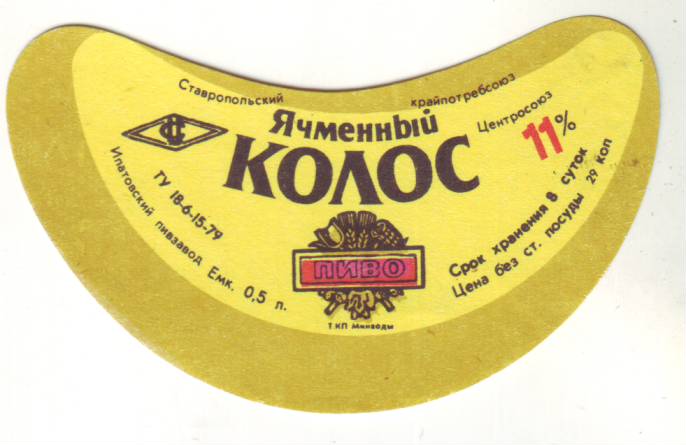 Ставропольский крайпотребсоюз Центросоюз
Ячменный
КОЛОС
11%
ТУ 18-6-15-79
Ипатовский пивзавод Емк. 0,5 л.
ПИВО
Срок хранения 8 суток
Цена без ст. посуды 29 коп
Т КП Минводы